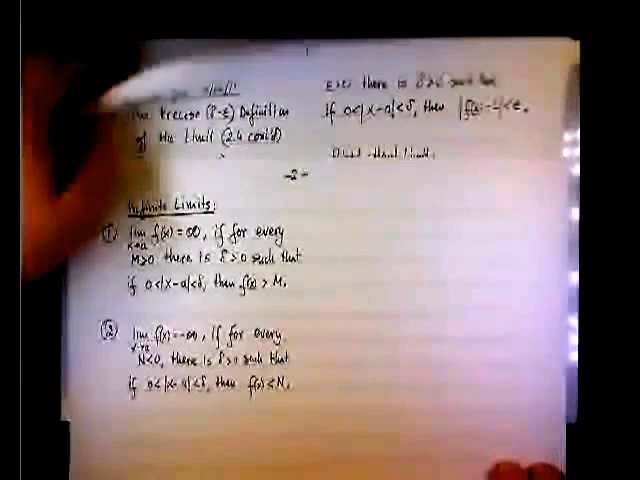 The Precise (δ-ε) Definition
of the Limit (2.4 cont'd)
ε>0 there is δ>0 such that
if 0<|x-a|<δ, then |f(x)-L|<ε.
-2-
Infinite Limits:
① lim f(x)=∞, if for every
x→a
M>0 there is δ>0 such that
if 0<|x-a|<δ, then f(x)>M.
② lim f(x)=-∞, if for every
x→a
N<0, there is δ>0 such that
if 0<|x-a|<δ, then f(x)<N.